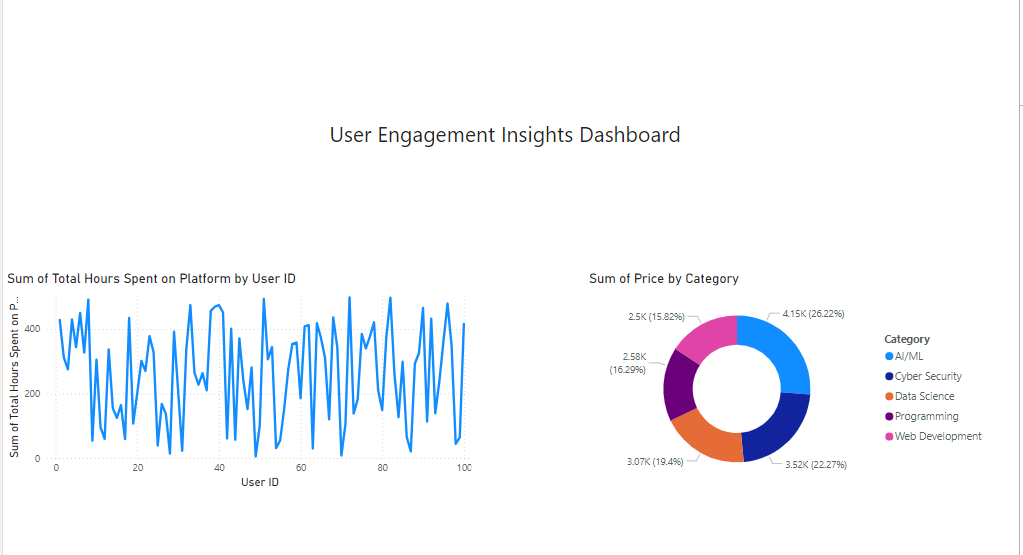 User Engagement Insights Dashboard
Sum of Total Hours Spent on Platform by User ID
Sum of Total Hours Spent on P...
400
200
0
0
20
40
60
80
100
User ID
Sum of Price by Category
4.15K (26.22%)
3.52K (22.27%)
3.07K (19.4%)
2.58K
(16.29%)
2.5K (15.82%)
Category
AI/ML
Cyber Security
Data Science
Programming
Web Development